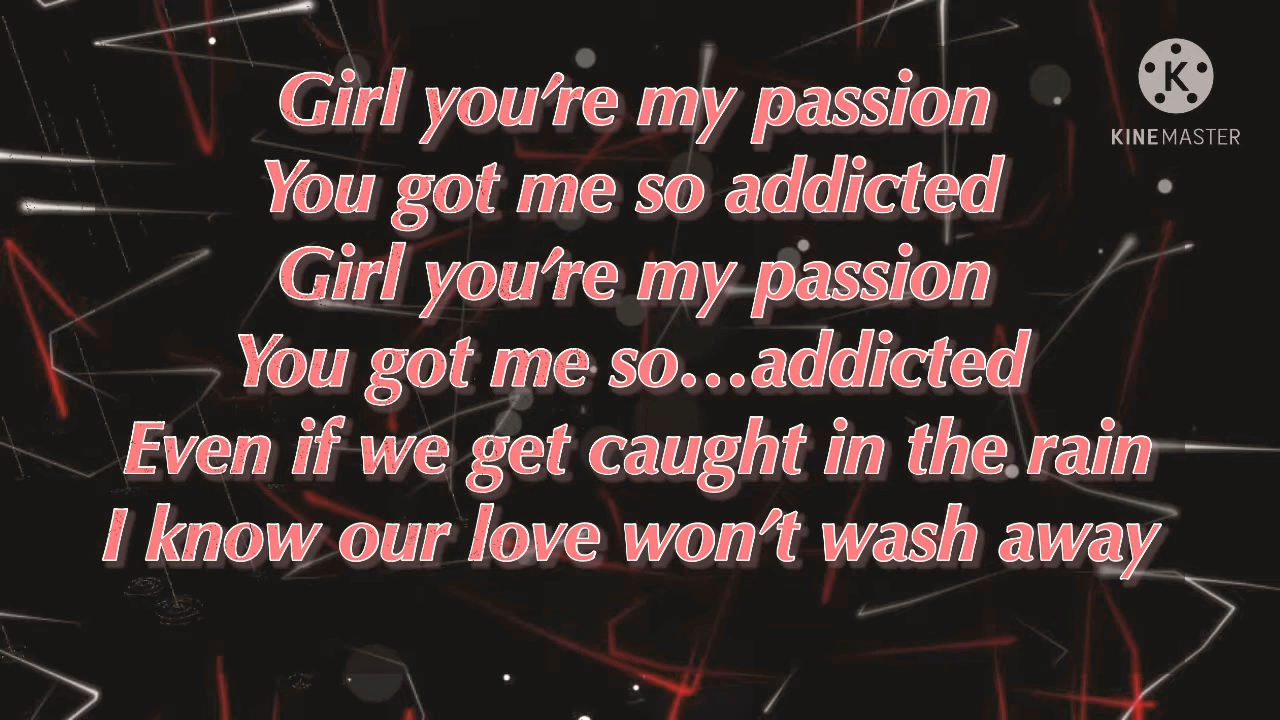 Girl you're my passion
You got me so addicted
Girl you're my passion
You got me so...addicted
Even if we get caught in the rain
I know our love won't wash away
K
KINEMASTER